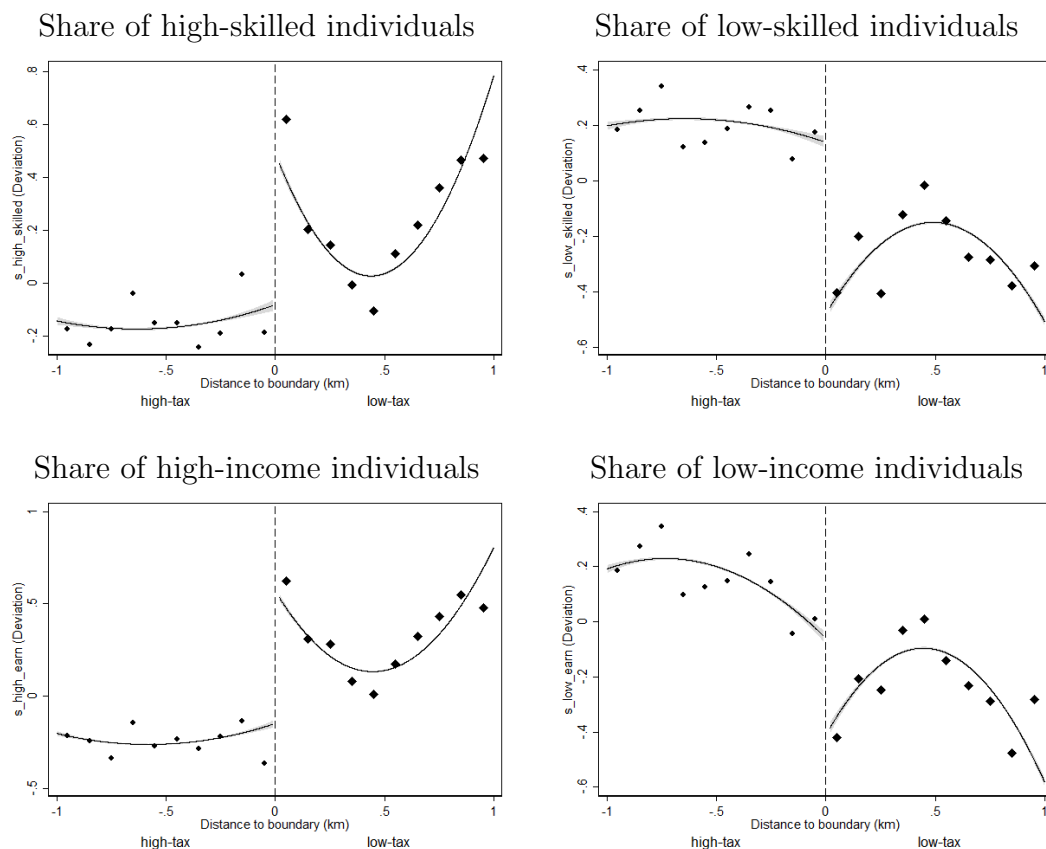 Share of high-skilled individuals
s_high_skilled (Deviation)
.8
.6
.4
.2
0
-.2
-1
-.5
0
.5
1
Distance to boundary (km)
high-tax
low-tax
Share of low-skilled individuals
s_low_skilled (Deviation)
.4
.2
0
-.2
-.4
-.6
-1
-.5
0
.5
1
Distance to boundary (km)
high-tax
low-tax
Share of high-income individuals
s_high_earn (Deviation)
1
.5
0
-.5
-1
-.5
0
.5
1
Distance to boundary (km)
high-tax
low-tax
Share of low-income individuals
s_low_earn (Deviation)
.4
.2
0
-.2
-.4
-.6
-1
-.5
0
.5
1
Distance to boundary (km)
high-tax
low-tax